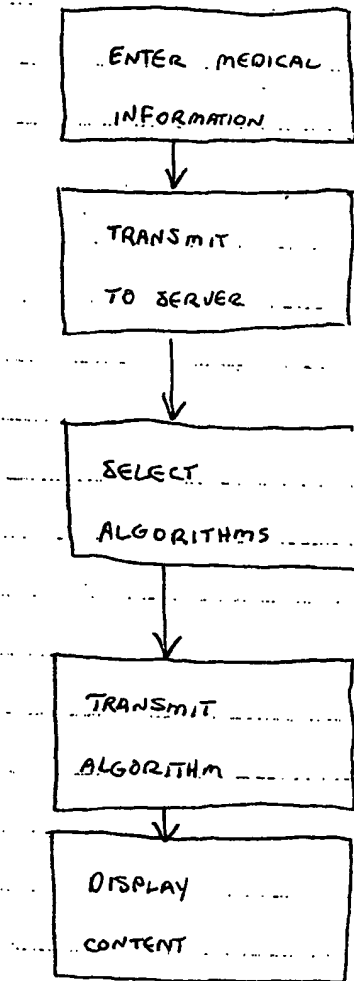 ENTER MEDICAL
INFORMATION
TRANSMIT
TO SERVER
SELECT
ALGORITHMS
TRANSMIT
ALGORITHM
DISPLAY
CONTENT